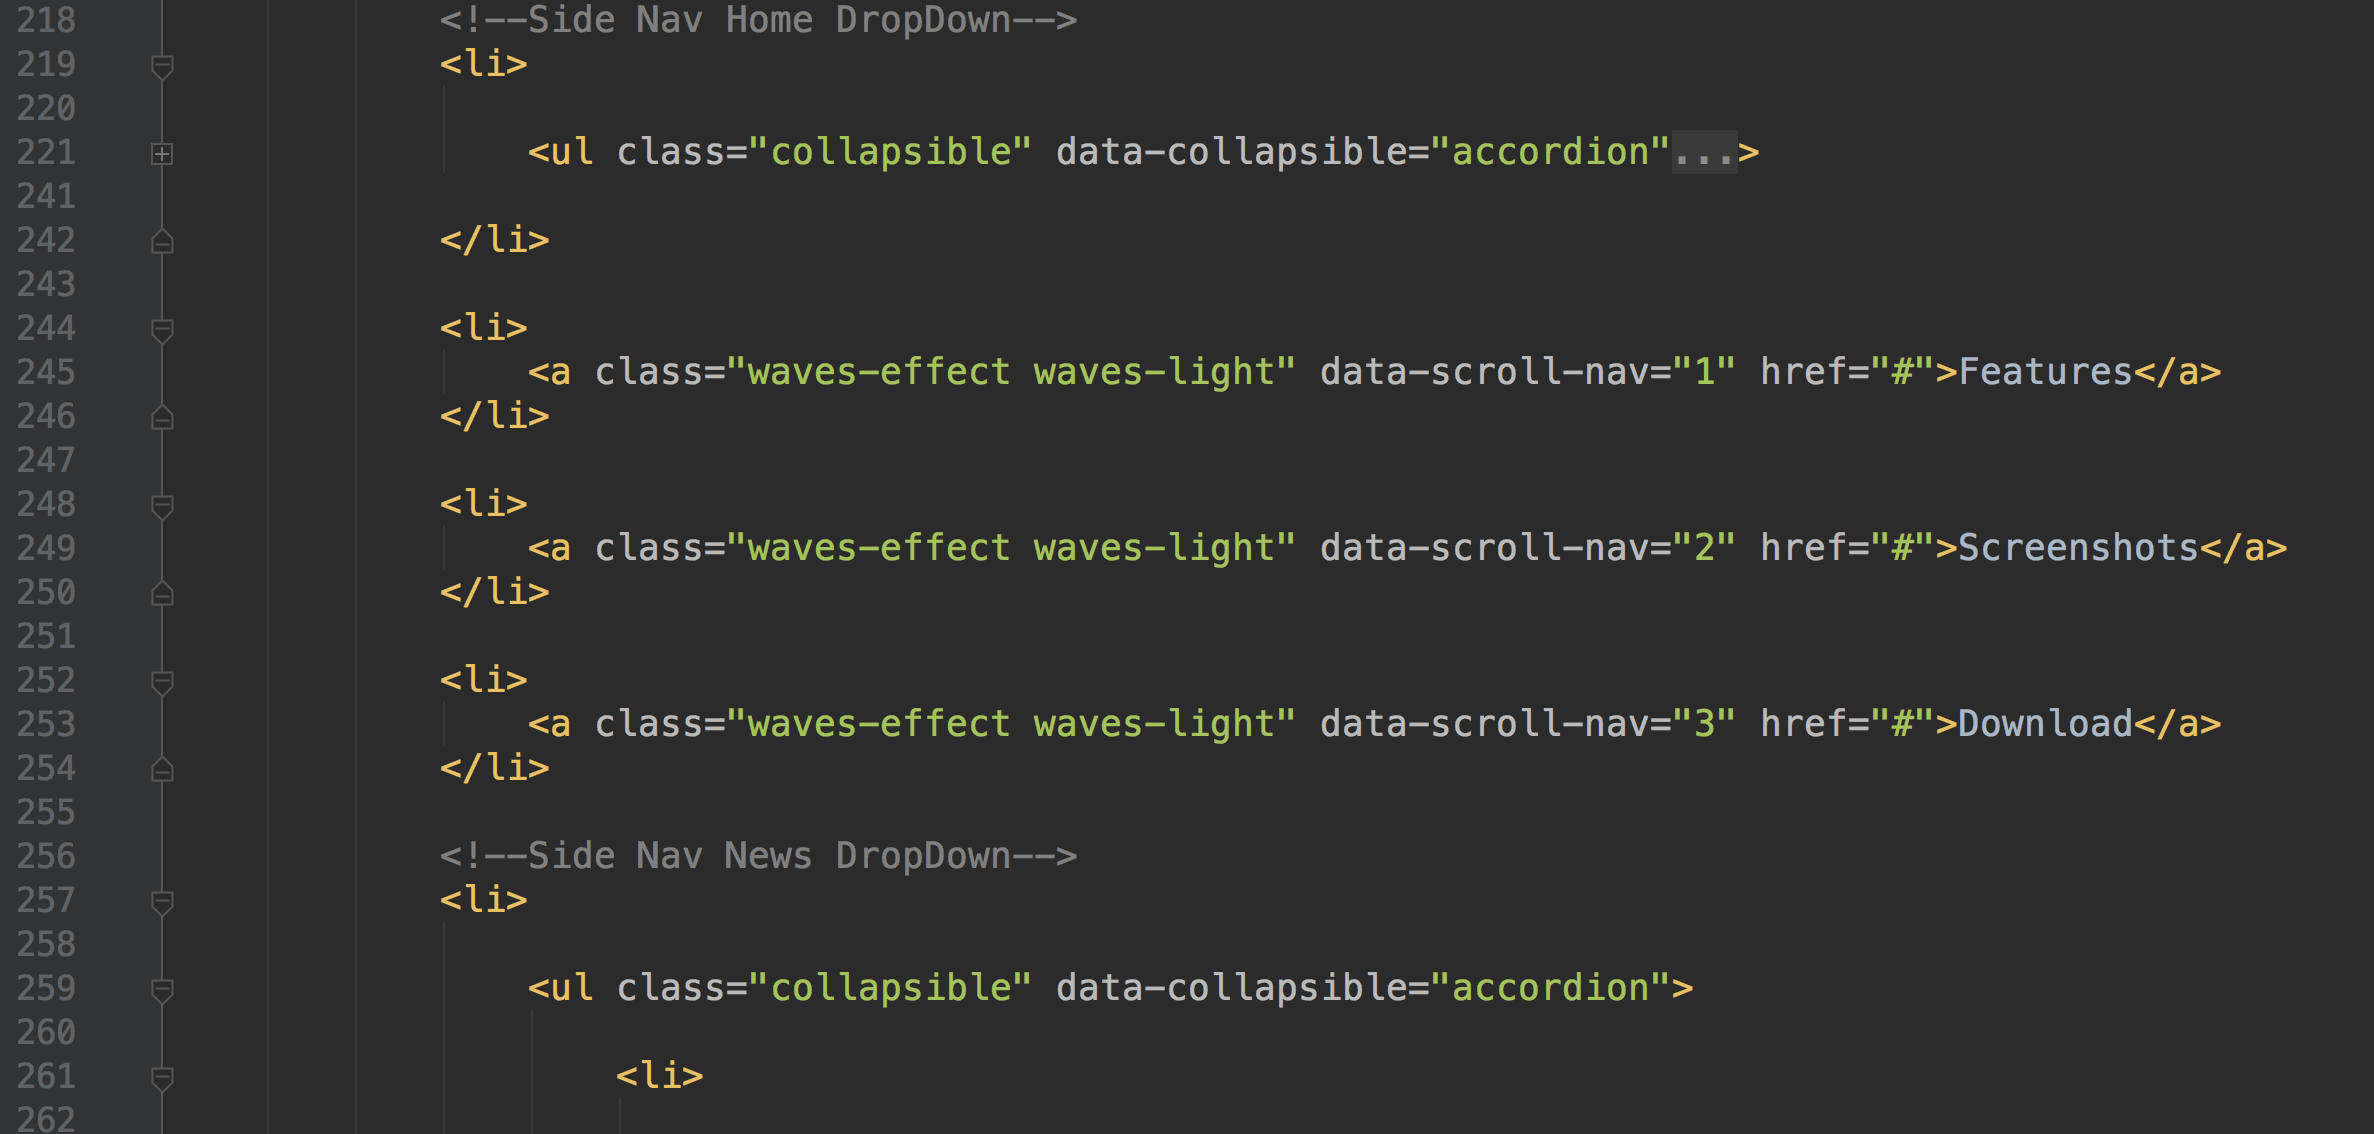 218 <!--Side Nav Home DropDown-->
219 <li>
220
221 <ul class="collapsible" data-collapsible="accordion"...>
241
242 </li>
243
244 <li>
245 <a class="waves-effect waves-light" data-scroll-nav="1" href="#">Features</a>
246 </li>
247
248 <li>
249 <a class="waves-effect waves-light" data-scroll-nav="2" href="#">Screenshots</a>
250 </li>
251
252 <li>
253 <a class="waves-effect waves-light" data-scroll-nav="3" href="#">Download</a>
254 </li>
255
256 <!--Side Nav News DropDown-->
257 <li>
258
259 <ul class="collapsible" data-collapsible="accordion">
260
261 <li>
262